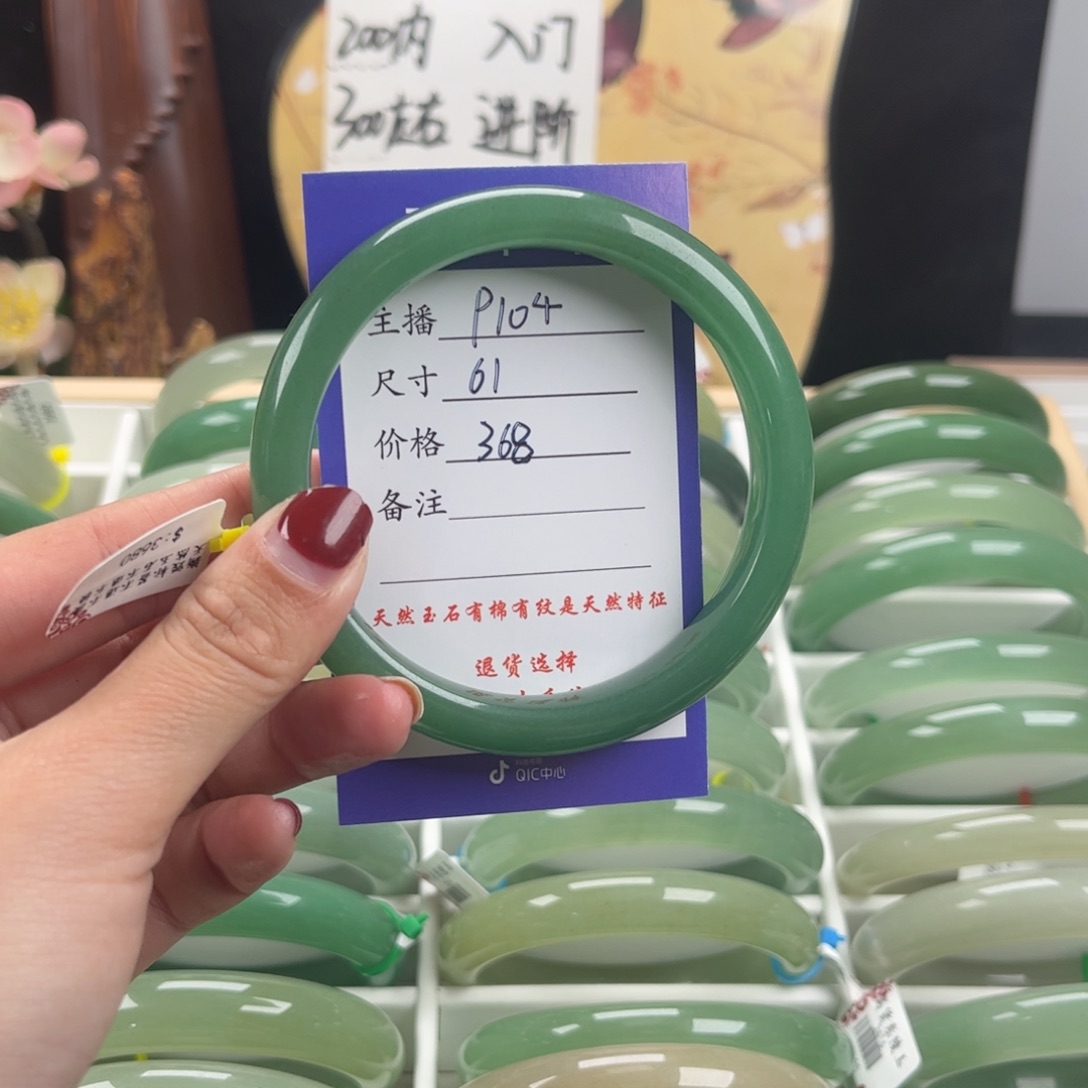 200内 入门
300左右 进阶
主播 P104
尺寸 61
价格 368
备注
天然玉石有棉有纹是天然特征
退货选择
QIC中心